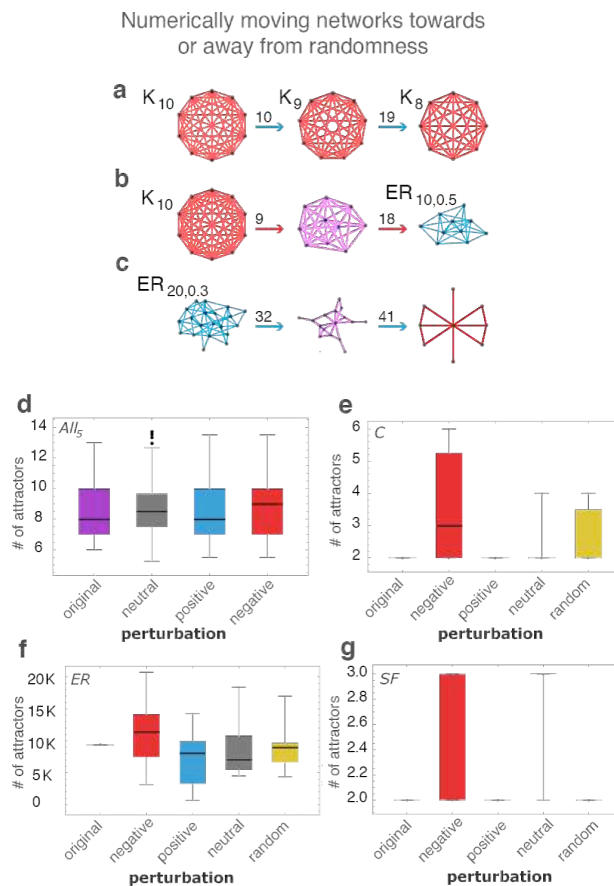 Numerically moving networks towards
or away from randomness
a
K10 10 K9 19 K8
b
K10 9 18 ER10,0.5
c
ER20,0.3 32 41
d
All5
# of attractors
14
12
10
8
6
original neutral positive negative
perturbation
e
C
# of attractors
6
5
4
3
2
original negative positive neutral random
perturbation
f
ER
# of attractors
20K
15K
10K
5K
0
original negative positive neutral random
perturbation
g
SF
# of attractors
3.0
2.8
2.6
2.4
2.2
2.0
original negative positive neutral random
perturbation